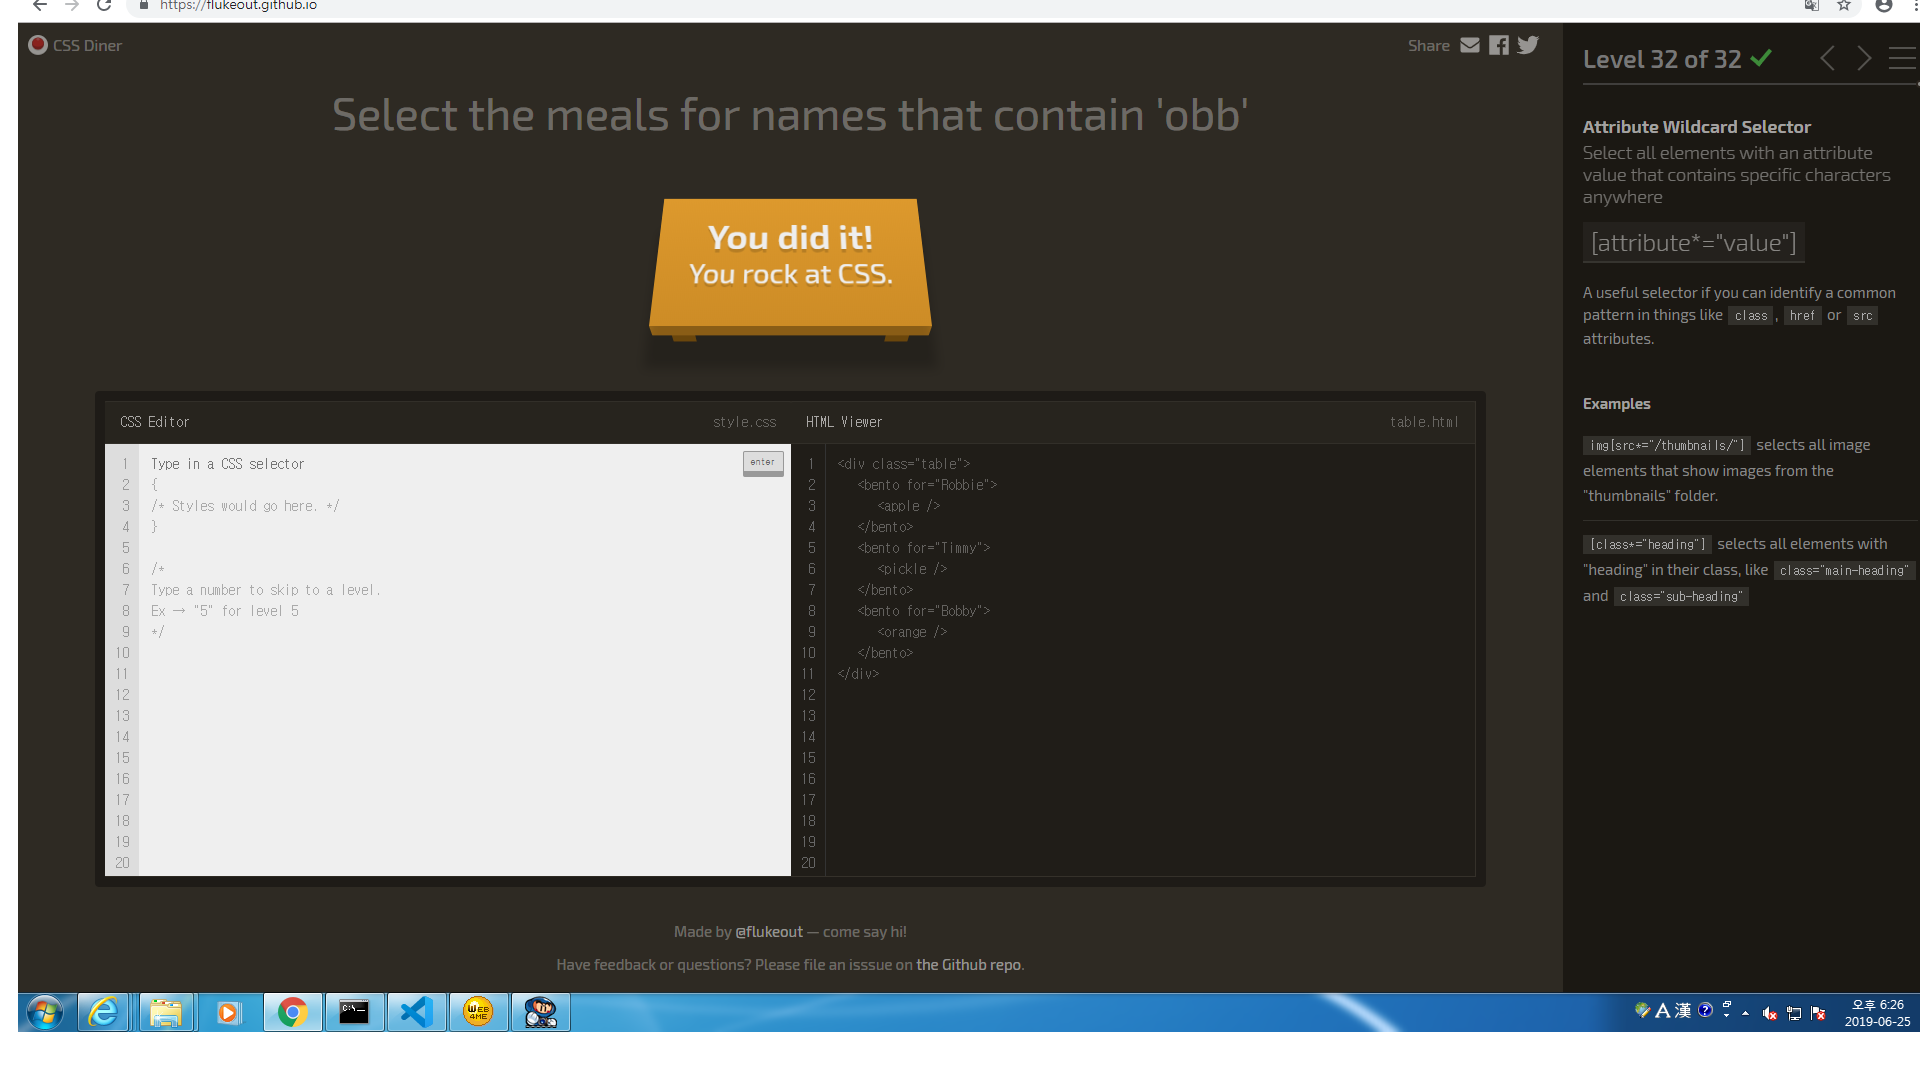 https://flukeout.github.io
CSS Diner
Share
Select the meals for names that contain 'obb'
You did it!
You rock at CSS.
CSS Editor style.css
1 Type in a CSS selector enter
2 {
3 /* Styles would go here. */
4 }
5
6 /*
7 Type a number to skip to a level.
8 Ex → "5" for level 5
9 */
10
11
12
13
14
15
16
17
18
19
20
HTML Viewer table.html
1 <div class="table">
2 <bento for="Robbie">
3 <apple />
4 </bento>
5 <bento for="Timmy">
6 <pickle />
7 </bento>
8 <bento for="Bobby">
9 <orange />
10 </bento>
11 </div>
12
13
14
15
16
17
18
19
20
Made by @flukeout — come say hi!
Have feedback or questions? Please file an isssue on the Github repo.
Level 32 of 32
Attribute Wildcard Selector
Select all elements with an attribute
value that contains specific characters
anywhere
[attribute*="value"]
A useful selector if you can identify a common
pattern in things like class , href or src
attributes.
Examples
img[src*="/thumbnails/"] selects all image
elements that show images from the
"thumbnails" folder.
[class*="heading"] selects all elements with
"heading" in their class, like class="main-heading"
and class="sub-heading"
C:\_
WEB
4ME
A 漢
오후 6:26
2019-06-25